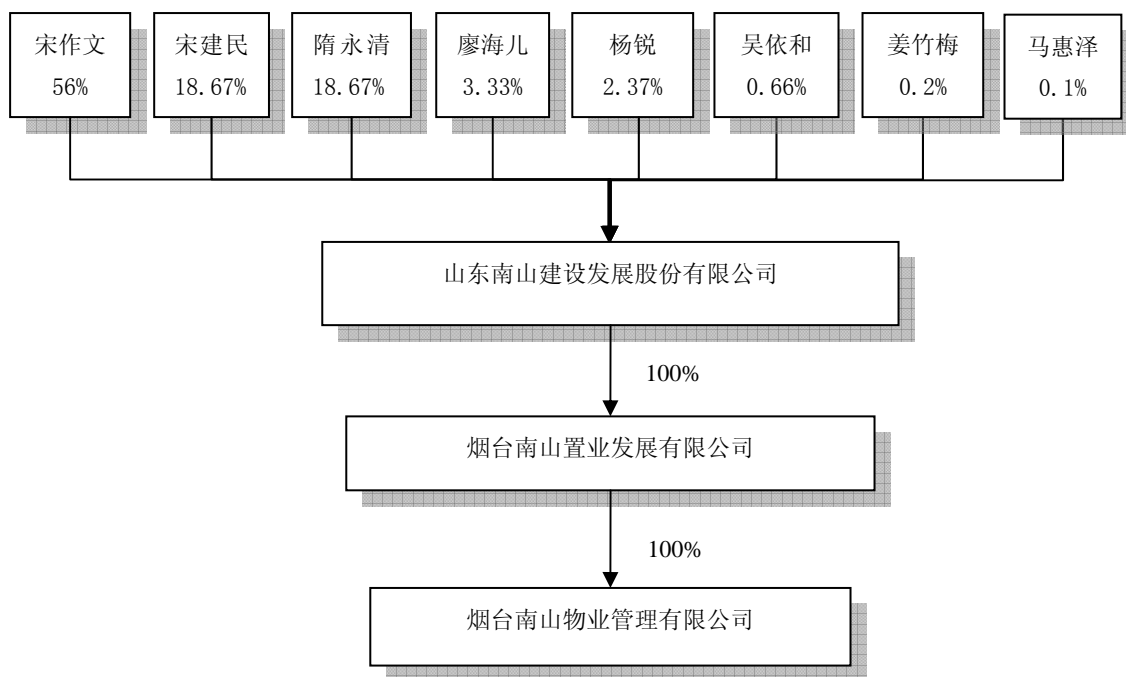 宋作文
56%
宋建民
18.67%
隋永清
18.67%
廖海儿
3.33%
杨锐
2.37%
吴依和
0.66%
姜竹梅
0.2%
马惠泽
0.1%
山东南山建设发展股份有限公司
100%
烟台南山置业发展有限公司
100%
烟台南山物业管理有限公司